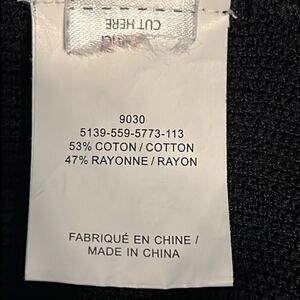 CUT HERE
9030
5139-559-5773-113
53% COTON / COTTON
47% RAYONNE / RAYON
FABRIQUÉ EN CHINE /
MADE IN CHINA